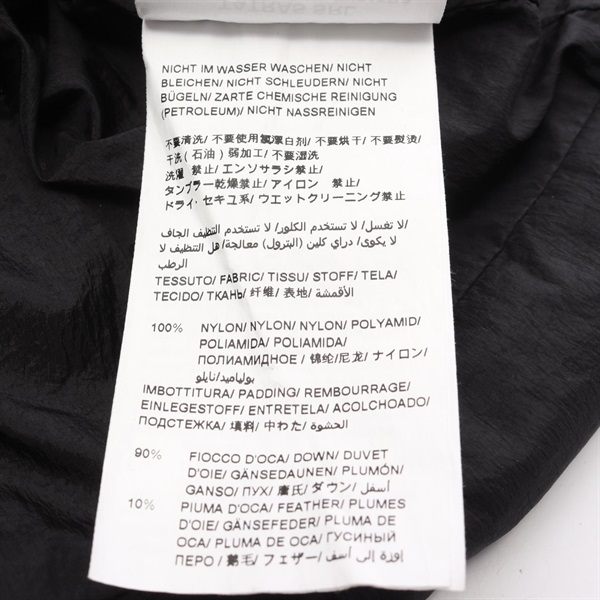 TATRAS SRL
NICHT IM WASSER WASCHEN/ NICHT
BLEICHEN/ NICHT SCHLEUDERN/ NICHT
BÜGELN/ ZARTE CHEMISCHE REINIGUNG
(PETROLEUM)/ NICHT NASSREINIGEN
不要清洗/ 不要使用氯漂白剂/ 不要烘干/ 不要熨烫/
干洗 (石油) 弱加工/ 不要湿洗
洗濯 禁止/ エンソサラシ禁止/
タンブラー乾燥禁止/ アイロン 禁止/
ドライ、セキユ系/ ウエットクリーニング禁止/
لا تغسل/ لا تستخدم الكلور/ لا تستخدم التنظيف الجاف/
لا يكوى/ دراي كلين (البترول) معالجة/ هل التنظيف لا
الرطب
TESSUTO/ FABRIC/ TISSU/ STOFF/ TELA/
TECIDO/ ТКАНЬ/ 纤维/ 表地/ الأقمشة/
100% NYLON/ NYLON/ NYLON/ POLYAMID/
POLIAMIDA/ POLIAMIDA/
ПОЛИАМИДНОЕ/ 锦纶/尼龙/ ナイロン/
بولياميد/ نايلو
IMBOTTITURA/ PADDING/ REMBOURRAGE/
EINLEGESTOFF/ ENTRETELA/ ACOLCHOADO/
ПОДСТЕЖКА/ 填料/ 中わた/ الحشوة/
90% FIOCCO D'OCA/ DOWN/ DUVET
D'OIE/ GÄNSEDAUNEN/ PLUMÓN/
GANSO/ ПУХ/ 唐氏/ ダウン/ أسفل/
10% PIUMA D'OCA/ FEATHER/ PLUMES
D'OIE/ GÄNSEFEDER/ PLUMA DE
OCA/ PLUMA DE OCA/ ГУСИНЫЙ
ПЕРО/ 鹅毛/ フェザー/ إوزة إلى أسف/